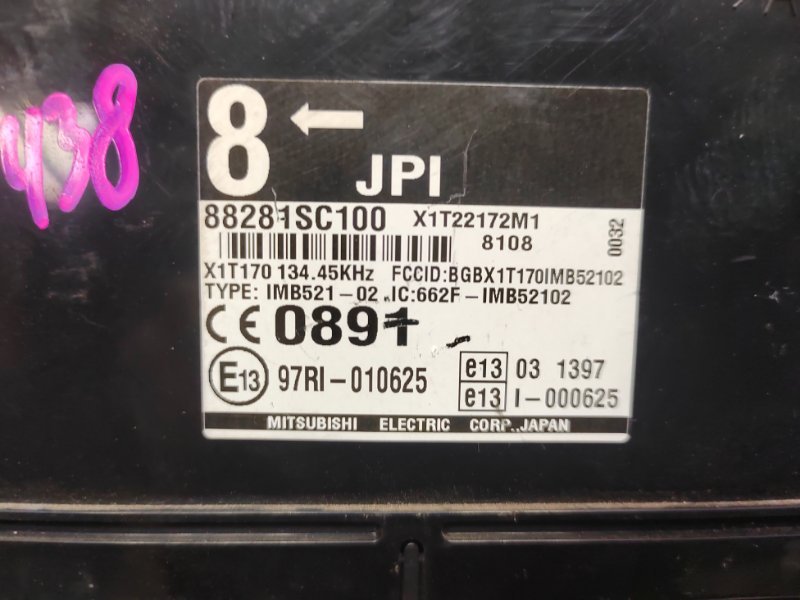 438
8 ←
JPI
88281SC100 X1T22172M1
8108
0032
X1T170 134.45KHz FCCID:BGBX1T170IMB52102
TYPE: IMB521-02 IC:662F-IMB52102
CE 0891
E13 97RI-010625
e13 03 1397
e13 I-000625
MITSUBISHI ELECTRIC CORP., JAPAN